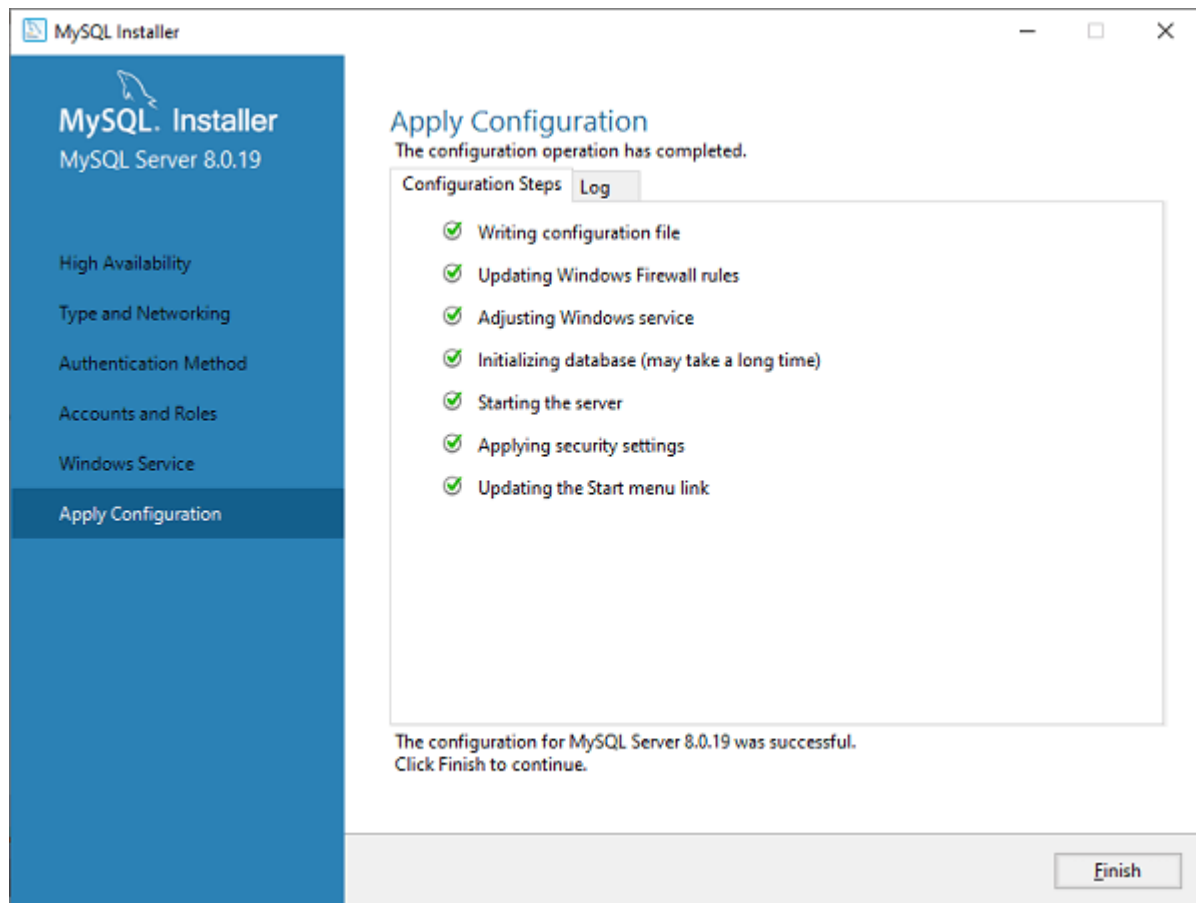 MySQL Installer
MySQL. Installer
MySQL Server 8.0.19
High Availability
Type and Networking
Authentication Method
Accounts and Roles
Windows Service
Apply Configuration
Apply Configuration
The configuration operation has completed.
Configuration Steps Log
Writing configuration file
Updating Windows Firewall rules
Adjusting Windows service
Initializing database (may take a long time)
Starting the server
Applying security settings
Updating the Start menu link
The configuration for MySQL Server 8.0.19 was successful.
Click Finish to continue.
Finish